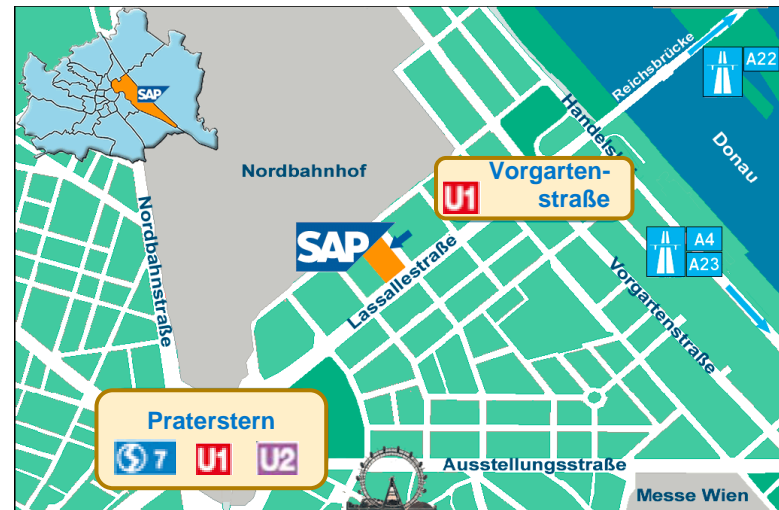 SAP
Reichsbrücke
A22
Handelskai
Donau
Nordbahnhof
Vorgarten-
U1 straße
Nordbahnstraße
SAP
A4
A23
Lassallestraße
Vorgartenstraße
Praterstern
S 7 U1 U2
Ausstellungsstraße
Messe Wien